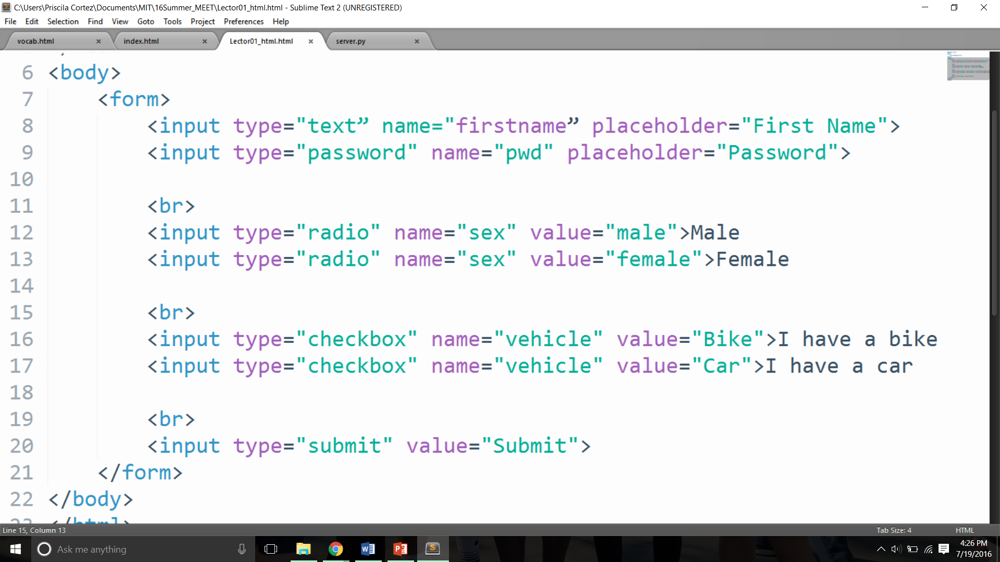 C:\Users\Priscila Cortez\Documents\MIT\16Summer_MEET\Lector01_html.html - Sublime Text 2 (UNREGISTERED)
File Edit Selection Find View Goto Tools Project Preferences Help
vocab.html × index.html × Lector01_html.html × server.py ×
6 <body>
7 <form>
8 <input type="text” name="firstname” placeholder="First Name">
9 <input type="password" name="pwd" placeholder="Password">
10
11 <br>
12 <input type="radio" name="sex" value="male">Male
13 <input type="radio" name="sex" value="female">Female
14
15 <br>
16 <input type="checkbox" name="vehicle" value="Bike">I have a bike
17 <input type="checkbox" name="vehicle" value="Car">I have a car
18
19 <br>
20 <input type="submit" value="Submit">
21 </form>
22 </body>
23 </html>
Line 15, Column 13 Tab Size: 4 HTML
Ask me anything
4:26 PM
7/19/2016